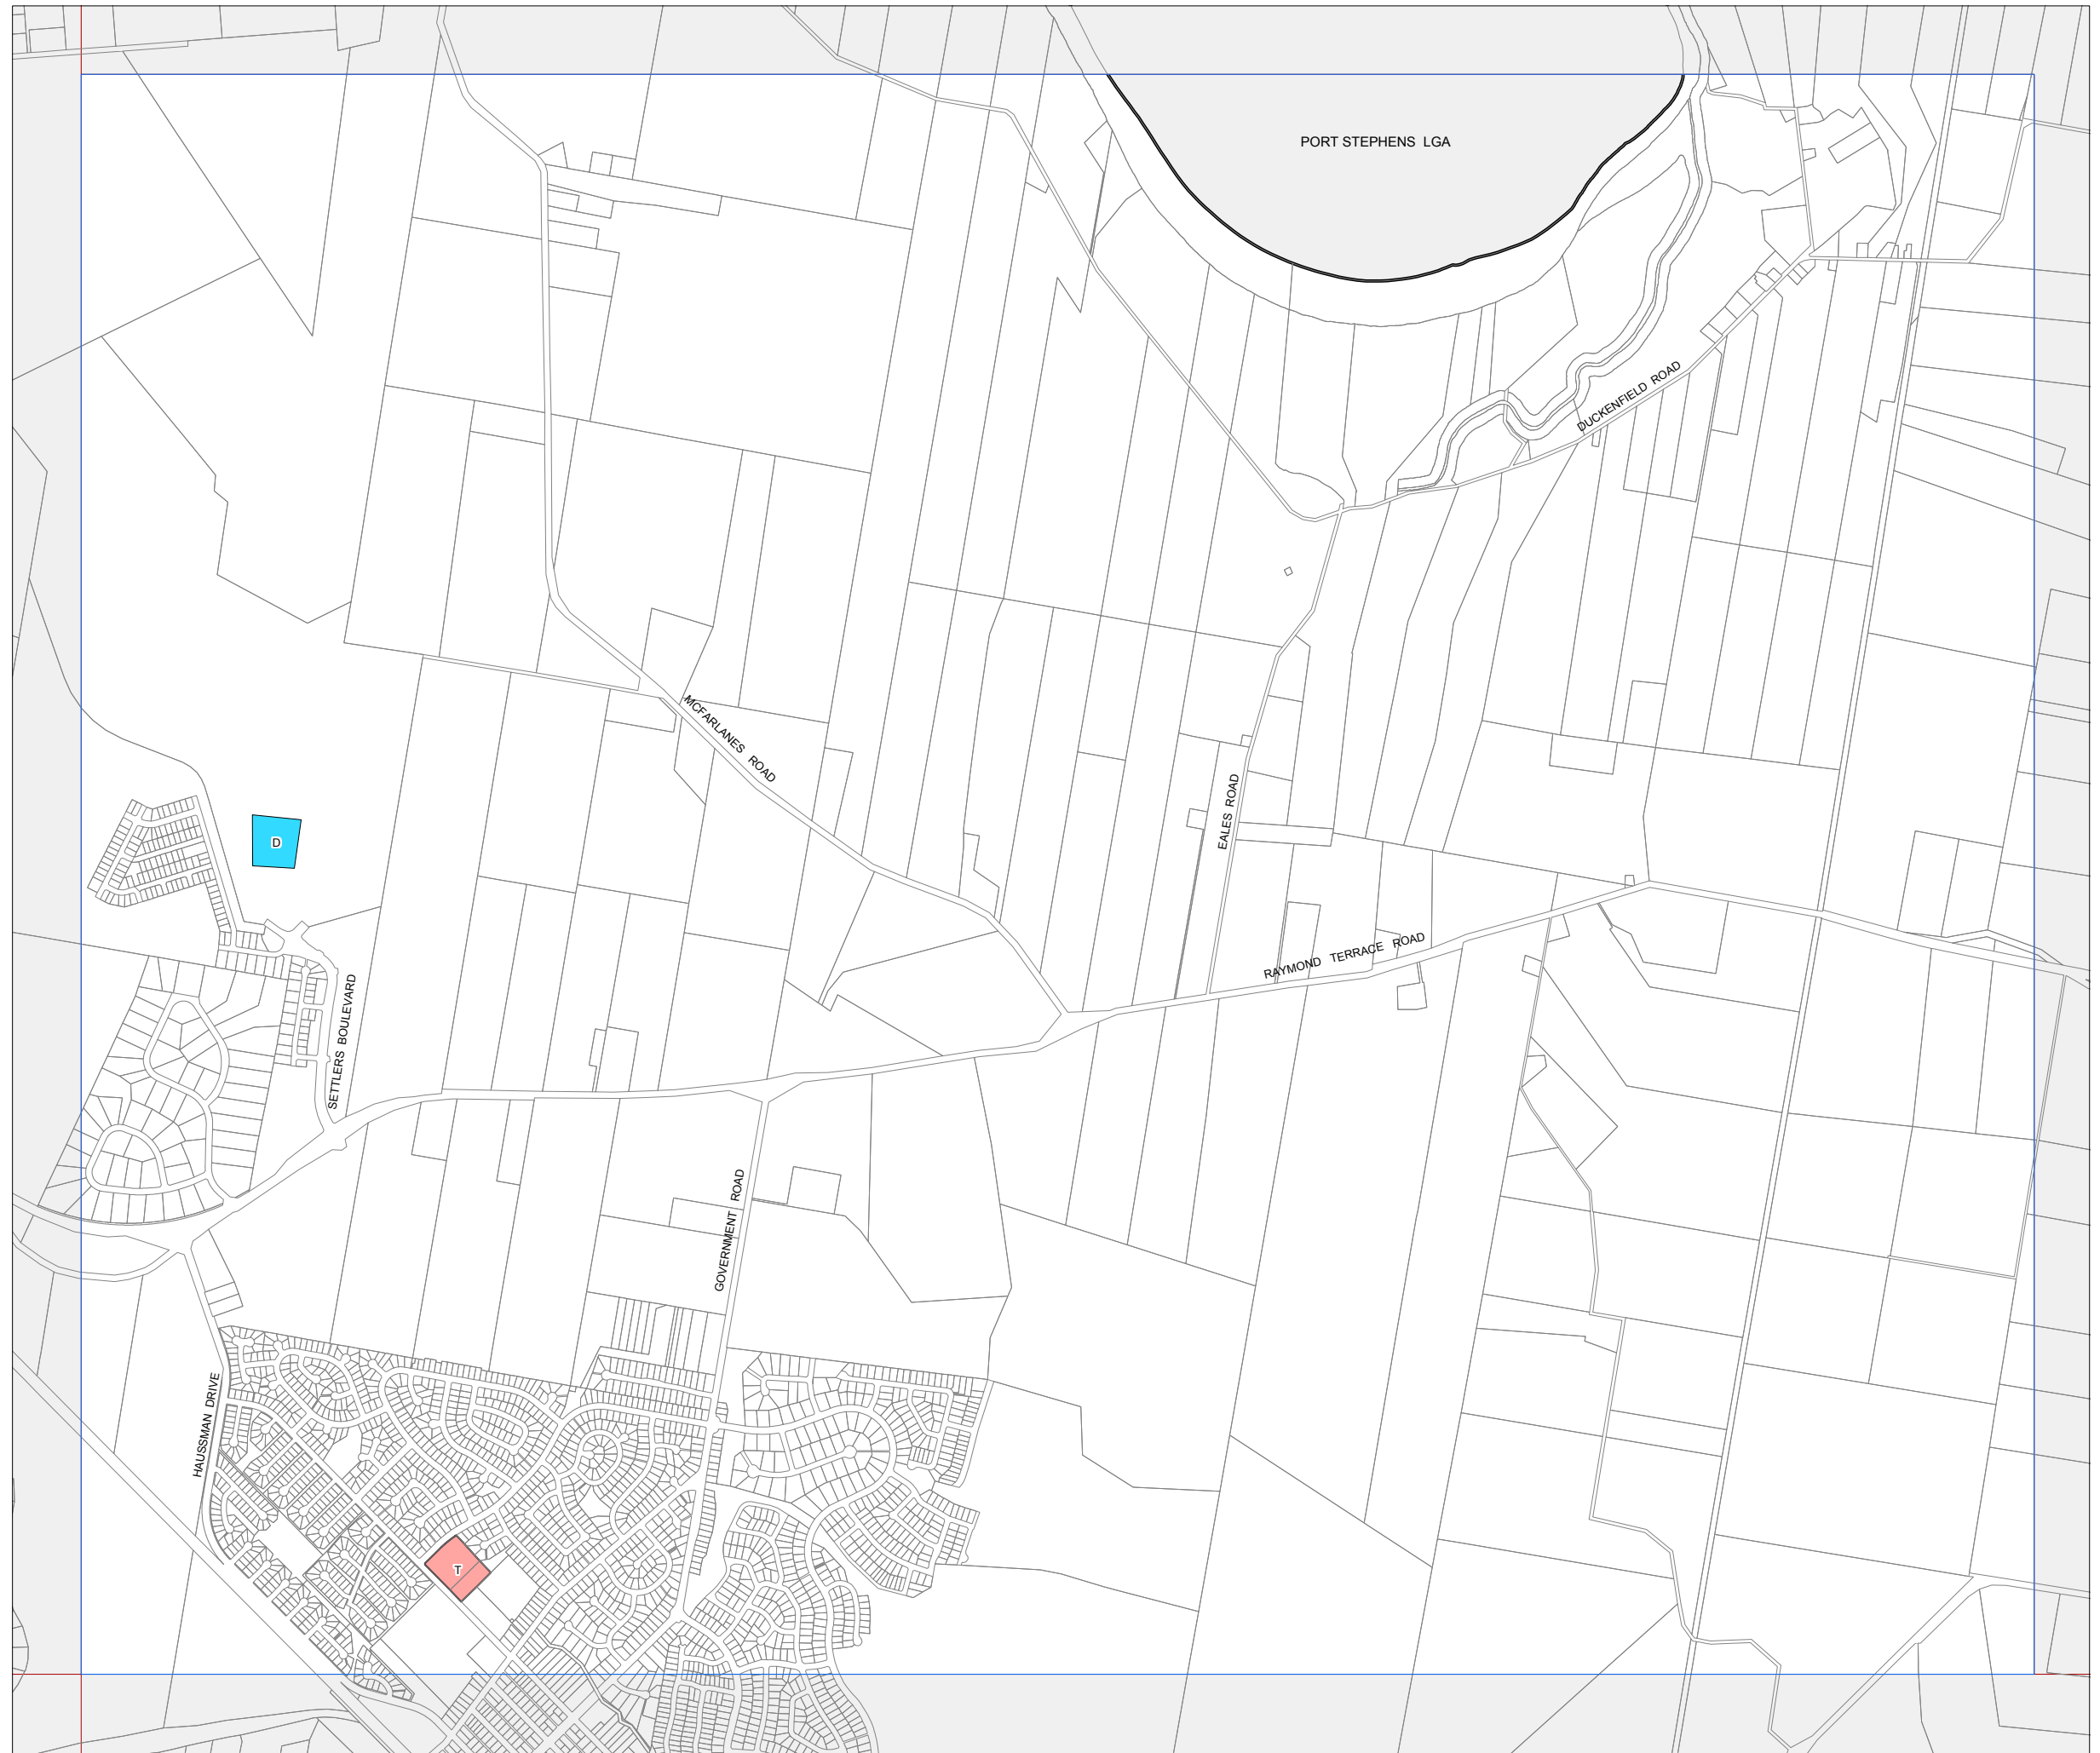 PORT STEPHENS LGA
DUCKENFIELD ROAD
MCFARLANES ROAD
EALES ROAD
D
RAYMOND TERRACE ROAD
SETTLERS BOULEVARD
GOVERNMENT ROAD
HAUSSMAN DRIVE
T